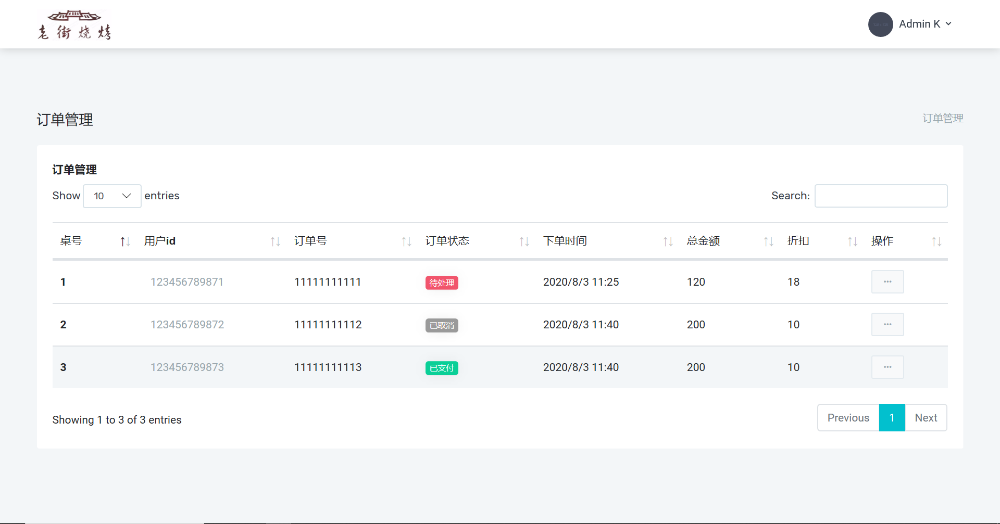 老街烧烤
Admin K
订单管理
订单管理
订单管理
Show 10 entries
Search:
桌号 用户id 订单号 订单状态 下单时间 总金额 折扣 操作
1 123456789871 11111111111 待处理 2020/8/3 11:25 120 18 ...
2 123456789872 11111111112 已取消 2020/8/3 11:40 200 10 ...
3 123456789873 11111111113 已支付 2020/8/3 11:40 200 10 ...
Showing 1 to 3 of 3 entries
Previous 1 Next